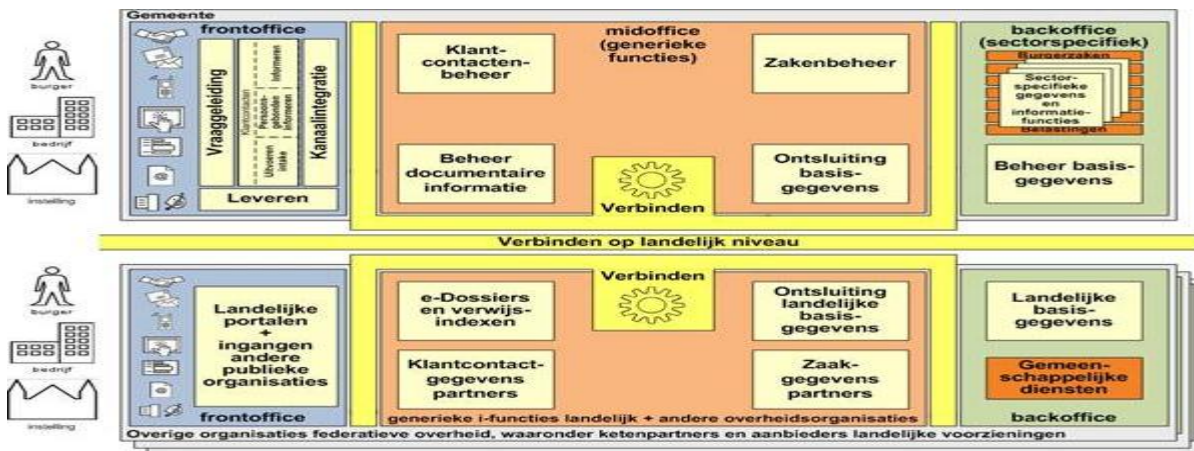 Gemeente
frontoffice
Vraaggeleiding
Klantcontacten
Informeren
Persoons-
gebonden
informeren
Uitvoeren
intake
Kanaalintegratie
Leveren
burger
bedrijf
instelling
midoffice
(generieke
functies)
Klant-
contacten-
beheer
Zakenbeheer
Beheer
documentaire
informatie
Ontsluiting
basis-
gegevens
Verbinden
backoffice
(sectorspecifiek)
Burgerzaken
Sector-
specifieke
gegevens
en
informatie-
functies
Belastingen
Beheer basis-
gegevens
Verbinden op landelijk niveau
burger
bedrijf
instelling
Landelijke
portalen
+
ingangen
andere
publieke
organisaties
frontoffice
Verbinden
e-Dossiers
en verwijs-
indexen
Ontsluiting
landelijke
basis-
gegevens
Klantcontact-
gegevens
partners
Zaak-
gegevens
partners
generieke i-functies landelijk + andere overheidsorganisaties
Landelijke
basis-
gegevens
Gemeen-
schappelijke
diensten
backoffice
Overige organisaties federatieve overheid, waaronder ketenpartners en aanbieders landelijke voorzieningen